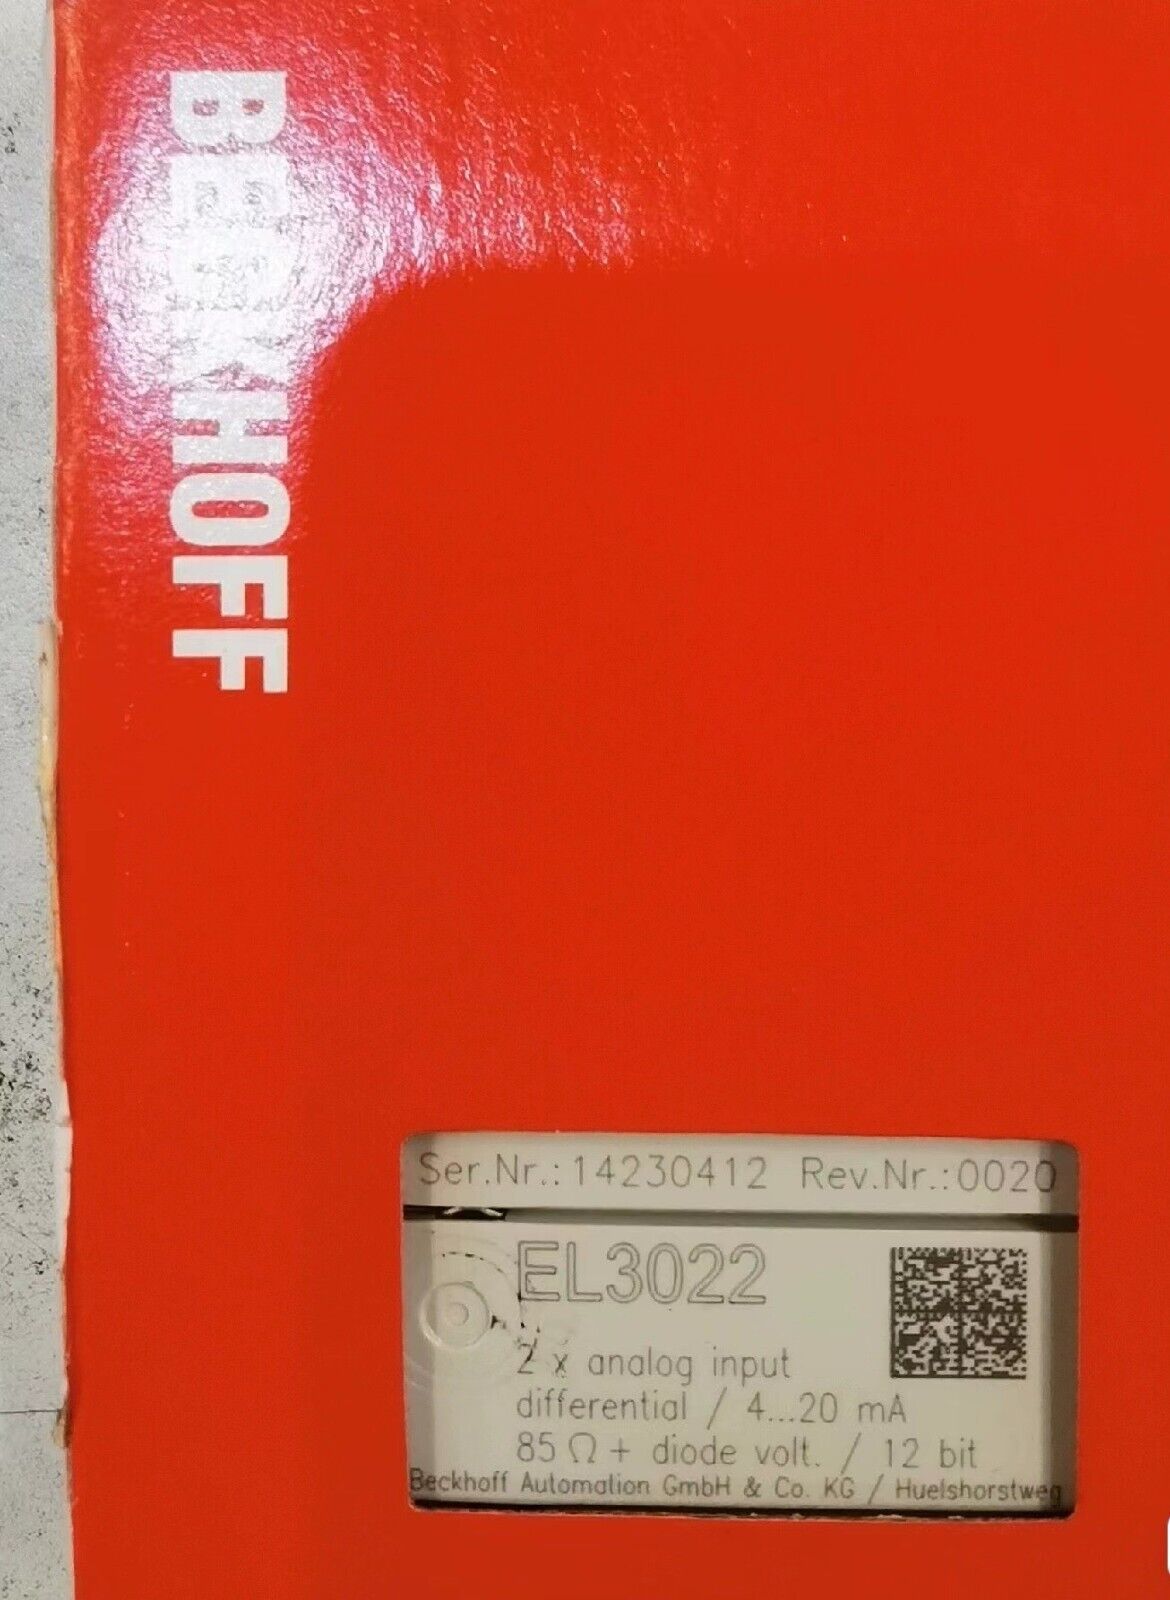 BECKHOFF
Ser.Nr.:14230412 Rev.Nr.:0020
EL3022
2 x analog input
differential / 4...20 mA
85 Ω + diode volt. / 12 bit
Beckhoff Automation GmbH & Co. KG / Huelshorstweg